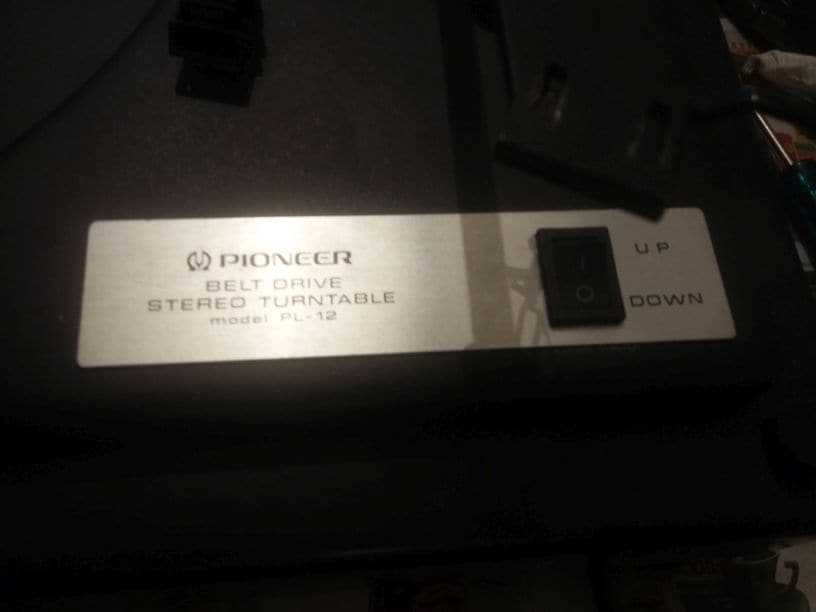 PIONEER
BELT DRIVE
STEREO TURNTABLE
model PL-12
UP
DOWN